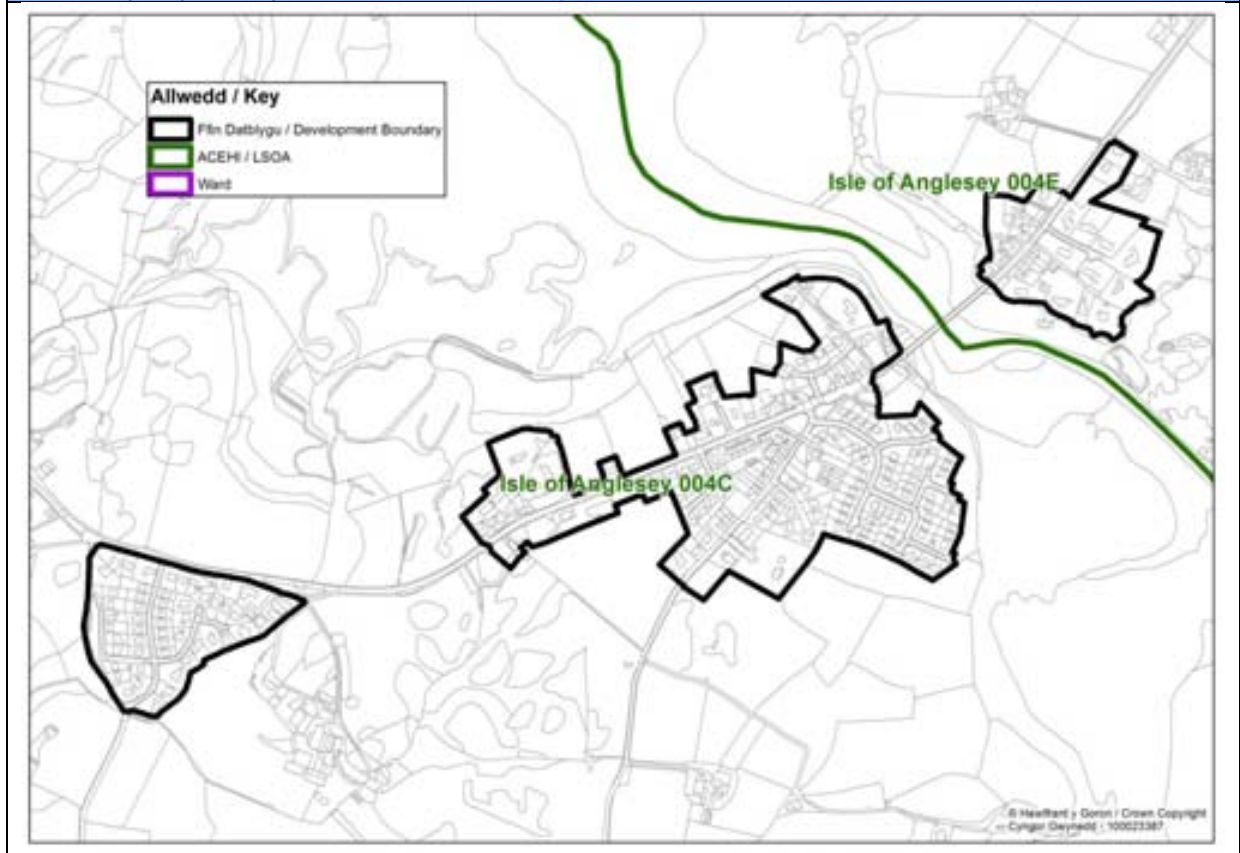 Allwedd / Key
Ffin Datblygu / Development Boundary
ACEHI / LSOA
Ward
Isle of Anglesey 004E
Isle of Anglesey 004C
© Hawlfraint y Goron / Crown Copyright
Cyngor Gwynedd - 100023387